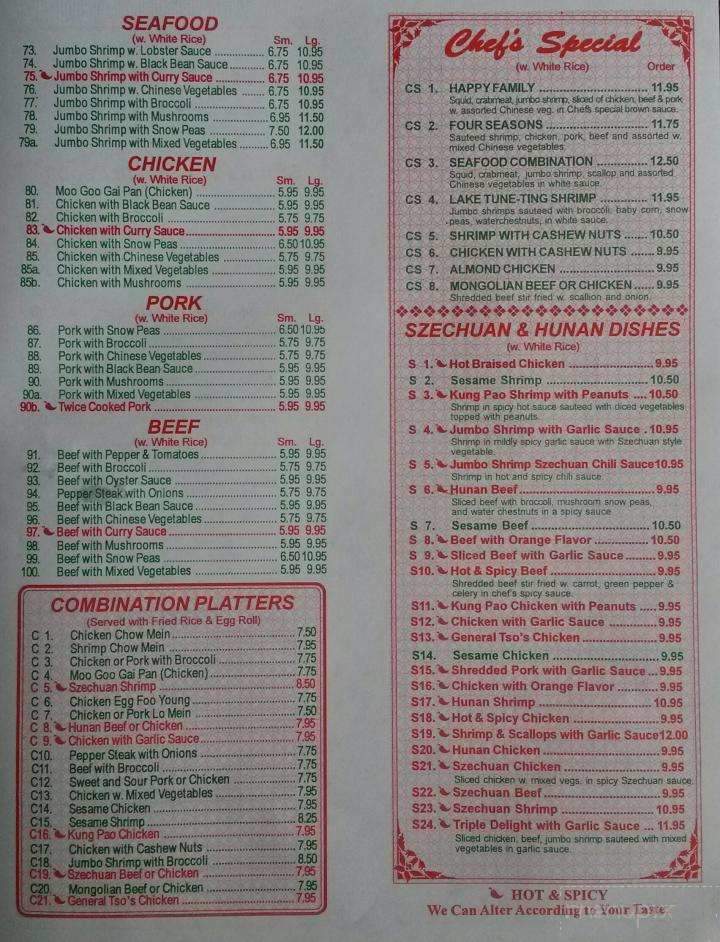 SEAFOOD
(w. White Rice) Sm. Lg.
73. Jumbo Shrimp w. Lobster Sauce 6.75 10.95
74. Jumbo Shrimp w. Black Bean Sauce 6.75 10.95
75. Jumbo Shrimp with Curry Sauce 6.75 10.95
76. Jumbo Shrimp w. Chinese Vegetables 6.75 10.95
77. Jumbo Shrimp with Broccoli 6.75 10.95
78. Jumbo Shrimp with Mushrooms 6.95 11.50
79. Jumbo Shrimp with Snow Peas 7.50 12.00
79a. Jumbo Shrimp with Mixed Vegetables 6.95 11.50
CHICKEN
(w. White Rice) Sm. Lg.
80. Moo Goo Gai Pan (Chicken) 5.95 9.95
81. Chicken with Black Bean Sauce 5.95 9.95
82. Chicken with Broccoli 5.75 9.75
83. Chicken with Curry Sauce 5.95 9.95
84. Chicken with Snow Peas 6.50 10.95
85. Chicken with Chinese Vegetables 5.75 9.75
85a. Chicken with Mixed Vegetables 5.95 9.95
85b. Chicken with Mushrooms 5.95 9.95
PORK
(w. White Rice) Sm. Lg.
86. Pork with Snow Peas 6.50 10.95
87. Pork with Broccoli 5.75 9.75
88. Pork with Chinese Vegetables 5.75 9.75
89. Pork with Black Bean Sauce 5.95 9.95
90. Pork with Mushrooms 5.95 9.95
90a. Pork with Mixed Vegetables 5.95 9.95
90b. Twice Cooked Pork 5.95 9.95
BEEF
(w. White Rice) Sm. Lg.
91. Beef with Pepper & Tomatoes 5.95 9.95
92. Beef with Broccoli 5.75 9.75
93. Beef with Oyster Sauce 5.95 9.95
94. Pepper Steak with Onions 5.75 9.75
95. Beef with Black Bean Sauce 5.95 9.95
96. Beef with Chinese Vegetables 5.75 9.75
97. Beef with Curry Sauce 5.95 9.95
98. Beef with Mushrooms 5.95 9.95
99. Beef with Snow Peas 6.50 10.95
100. Beef with Mixed Vegetables 5.95 9.95
COMBINATION PLATTERS
(Served with Fried Rice & Egg Roll)
C 1. Chicken Chow Mein 7.50
C 2. Shrimp Chow Mein 7.95
C 3. Chicken or Pork with Broccoli 7.75
C 4. Moo Goo Gai Pan (Chicken) 7.75
C 5. Szechuan Shrimp 8.50
C 6. Chicken Egg Foo Young 7.75
C 7. Chicken or Pork Lo Mein 7.50
C 8. Hunan Beef or Chicken 7.95
C 9. Chicken with Garlic Sauce 7.95
C10. Pepper Steak with Onions 7.75
C11. Beef with Broccoli 7.75
C12. Sweet and Sour Pork or Chicken 7.75
C13. Chicken w. Mixed Vegetables 7.95
C14. Sesame Chicken 7.95
C15. Sesame Shrimp 8.25
C16. Kung Pao Chicken 7.95
C17. Chicken with Cashew Nuts 7.95
C18. Jumbo Shrimp with Broccoli 8.50
C19. Szechuan Beef or Chicken 7.95
C20. Mongolian Beef or Chicken 7.95
C21. General Tso's Chicken 7.95
Chef's Special
(w. White Rice) Order
CS 1. HAPPY FAMILY 11.95
Squid, crabmeat, jumbo shrimp, sliced of chicken, beef & pork
w. assorted Chinese veg. in Chefs special brown sauce.
CS 2. FOUR SEASONS 11.75
Sauteed shrimp, chicken, pork, beef and assorted w.
mixed Chinese vegetables.
CS 3. SEAFOOD COMBINATION 12.50
Squid, crabmeat, jumbo shrimp, scallop and assorted
Chinese vegetables in white sauce.
CS 4. LAKE TUNE-TING SHRIMP 11.95
Jumbo shrimps sauteed with broccoli, baby corn, snow
peas, waterchestnuts, in white sauce.
CS 5. SHRIMP WITH CASHEW NUTS 10.50
CS 6. CHICKEN WITH CASHEW NUTS 9.95
CS 7. ALMOND CHICKEN 9.95
CS 8. MONGOLIAN BEEF OR CHICKEN 9.95
Shredded beef stir fried w. scallion and onion.
SZECHUAN & HUNAN DISHES
(w. White Rice)
S 1. Hot Braised Chicken 9.95
S 2. Sesame Shrimp 10.50
S 3. Kung Pao Shrimp with Peanuts 10.50
Shrimp in spicy hot sauce sauteed with diced vegetables
topped with peanuts.
S 4. Jumbo Shrimp with Garlic Sauce 10.95
Shrimp in mildly spicy garlic sauce with Szechuan style
vegetable.
S 5. Jumbo Shrimp Szechuan Chili Sauce 10.95
Shrimp in hot and spicy chili sauce.
S 6. Hunan Beef 9.95
Sliced beef with broccoli, mushroom snow peas,
and water chestnuts in a spicy sauce.
S 7. Sesame Beef 10.50
S 8. Beef with Orange Flavor 10.50
S 9. Sliced Beef with Garlic Sauce 9.95
S10. Hot & Spicy Beef 9.95
Shredded beef stir fried w. carrot, green pepper &
celery in chef's spicy sauce.
S11. Kung Pao Chicken with Peanuts 9.95
S12. Chicken with Garlic Sauce 9.95
S13. General Tso's Chicken 9.95
S14. Sesame Chicken 9.95
S15. Shredded Pork with Garlic Sauce 9.95
S16. Chicken with Orange Flavor 9.95
S17. Hunan Shrimp 10.95
S18. Hot & Spicy Chicken 9.95
S19. Shrimp & Scallops with Garlic Sauce 12.00
S20. Hunan Chicken 9.95
S21. Szechuan Chicken 9.95
Sliced chicken w. mixed vegs. in spicy Szechuan sauce.
S22. Szechuan Beef 9.95
S23. Szechuan Shrimp 10.95
S24. Triple Delight with Garlic Sauce 11.95
Sliced chicken, beef, jumbo shrimp sauteed with mixed
vegetables in garlic sauce.
HOT & SPICY
We Can Alter According to Your Taste